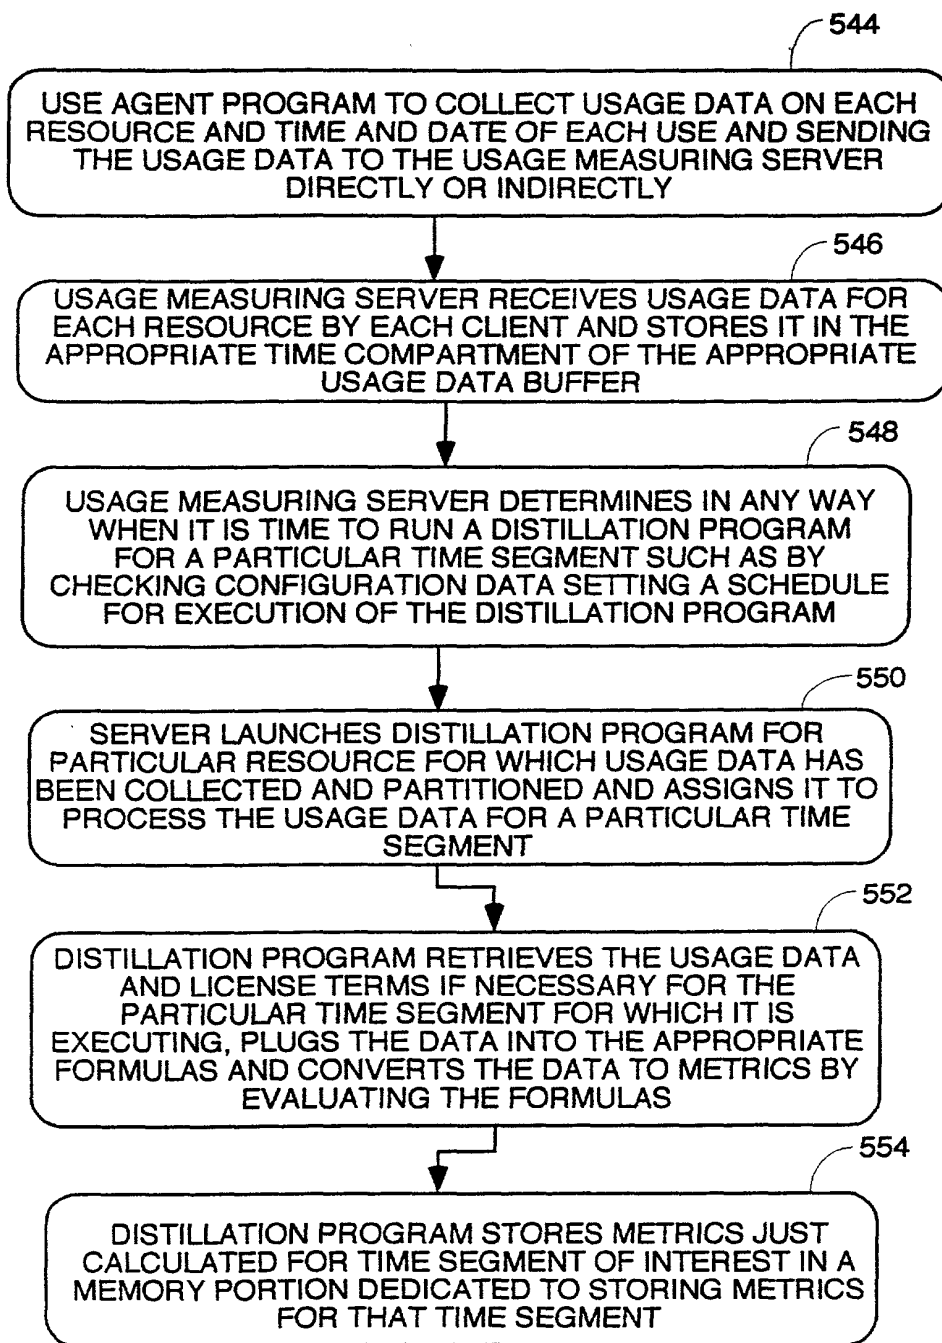 544
USE AGENT PROGRAM TO COLLECT USAGE DATA ON EACH
RESOURCE AND TIME AND DATE OF EACH USE AND SENDING
THE USAGE DATA TO THE USAGE MEASURING SERVER
DIRECTLY OR INDIRECTLY
546
USAGE MEASURING SERVER RECEIVES USAGE DATA FOR
EACH RESOURCE BY EACH CLIENT AND STORES IT IN THE
APPROPRIATE TIME COMPARTMENT OF THE APPROPRIATE
USAGE DATA BUFFER
548
USAGE MEASURING SERVER DETERMINES IN ANY WAY
WHEN IT IS TIME TO RUN A DISTILLATION PROGRAM
FOR A PARTICULAR TIME SEGMENT SUCH AS BY
CHECKING CONFIGURATION DATA SETTING A SCHEDULE
FOR EXECUTION OF THE DISTILLATION PROGRAM
550
SERVER LAUNCHES DISTILLATION PROGRAM FOR
PARTICULAR RESOURCE FOR WHICH USAGE DATA HAS
BEEN COLLECTED AND PARTITIONED AND ASSIGNS IT TO
PROCESS THE USAGE DATA FOR A PARTICULAR TIME
SEGMENT
552
DISTILLATION PROGRAM RETRIEVES THE USAGE DATA
AND LICENSE TERMS IF NECESSARY FOR THE
PARTICULAR TIME SEGMENT FOR WHICH IT IS
EXECUTING, PLUGS THE DATA INTO THE APPROPRIATE
FORMULAS AND CONVERTS THE DATA TO METRICS BY
EVALUATING THE FORMULAS
554
DISTILLATION PROGRAM STORES METRICS JUST
CALCULATED FOR TIME SEGMENT OF INTEREST IN A
MEMORY PORTION DEDICATED TO STORING METRICS
FOR THAT TIME SEGMENT